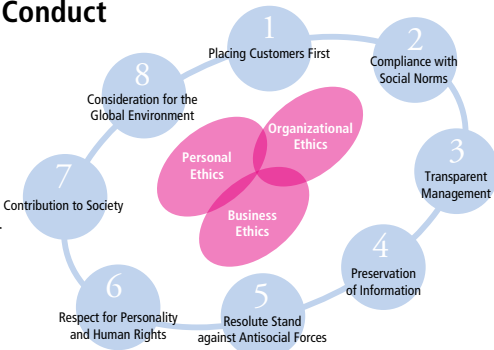 Conduct
1
Placing Customers First
2
Compliance with
Social Norms
3
Transparent
Management
4
Preservation
of Information
5
Resolute Stand
against Antisocial Forces
6
Respect for Personality
and Human Rights
7
Contribution to Society
8
Consideration for the
Global Environment
Organizational
Ethics
Personal
Ethics
Business
Ethics